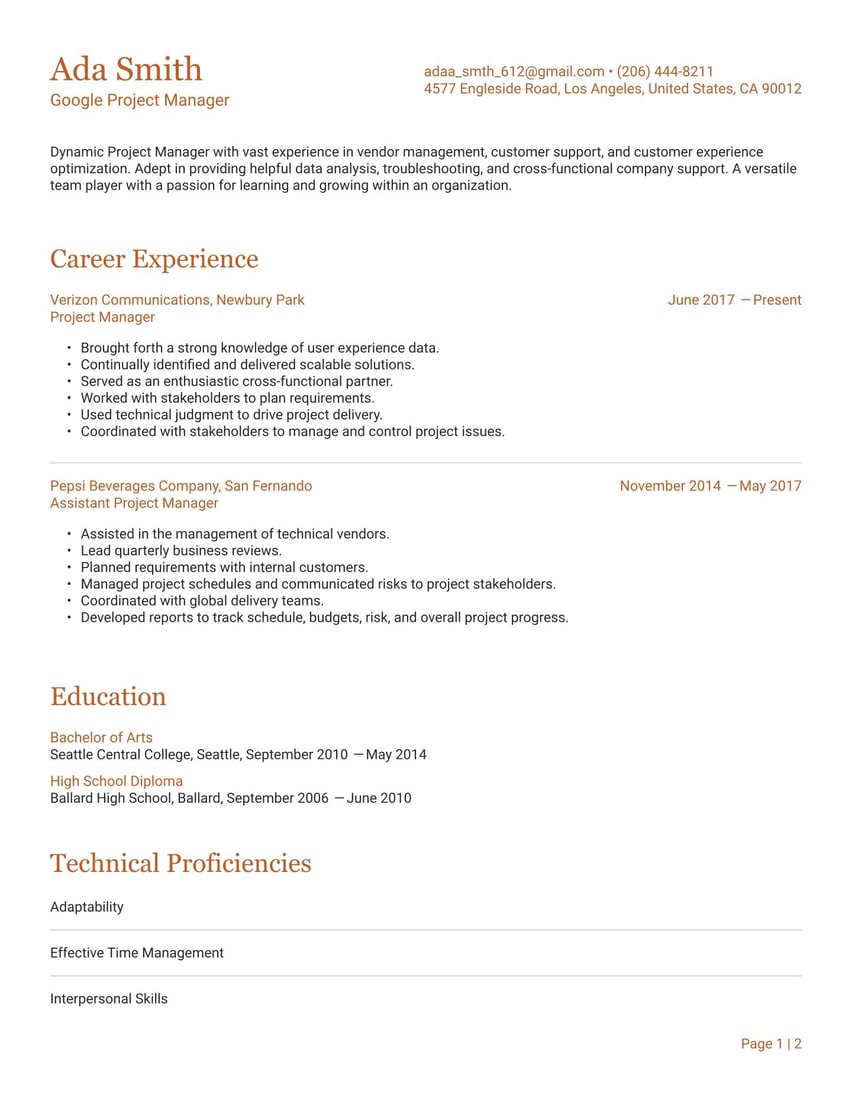 Ada Smith
Google Project Manager
adaa_smth_612@gmail.com • (206) 444-8211
4577 Engleside Road, Los Angeles, United States, CA 90012
Dynamic Project Manager with vast experience in vendor management, customer support, and customer experience
optimization. Adept in providing helpful data analysis, troubleshooting, and cross-functional company support. A versatile
team player with a passion for learning and growing within an organization.
Career Experience
Verizon Communications, Newbury Park
June 2017 — Present
Project Manager
• Brought forth a strong knowledge of user experience data.
• Continually identified and delivered scalable solutions.
• Served as an enthusiastic cross-functional partner.
• Worked with stakeholders to plan requirements.
• Used technical judgment to drive project delivery.
• Coordinated with stakeholders to manage and control project issues.
Pepsi Beverages Company, San Fernando
November 2014 — May 2017
Assistant Project Manager
• Assisted in the management of technical vendors.
• Lead quarterly business reviews.
• Planned requirements with internal customers.
• Managed project schedules and communicated risks to project stakeholders.
• Coordinated with global delivery teams.
• Developed reports to track schedule, budgets, risk, and overall project progress.
Education
Bachelor of Arts
Seattle Central College, Seattle, September 2010 — May 2014
High School Diploma
Ballard High School, Ballard, September 2006 — June 2010
Technical Proficiencies
Adaptability
Effective Time Management
Interpersonal Skills
Page 1 | 2